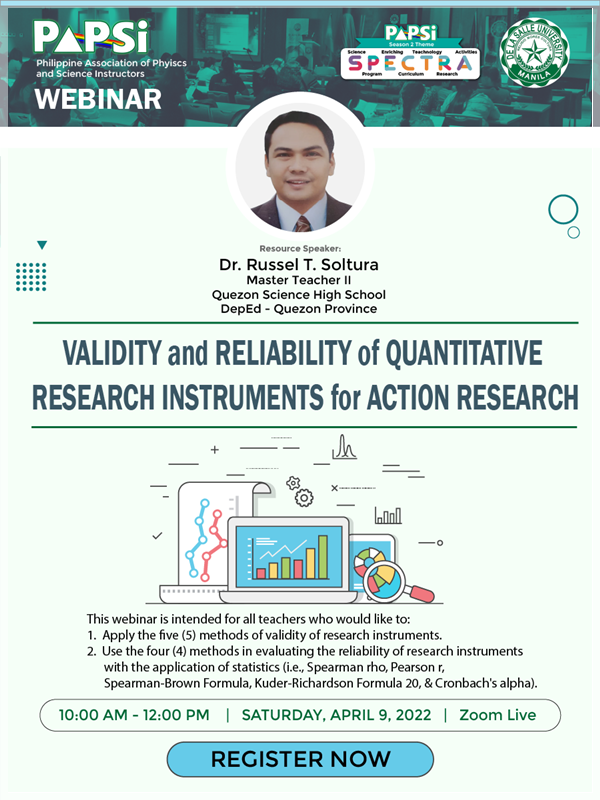 PAPSi
Philippine Association of Phyiscs
and Science Instructors
WEBINAR
PAPSi
Season 2 Theme
Science Enriching Technology Activities
SPECTRA
Program Curriculum Research
DE LA SALLE UNIVERSITY
MANILA
Resource Speaker:
Dr. Russel T. Soltura
Master Teacher II
Quezon Science High School
DepEd - Quezon Province
VALIDITY and RELIABILITY of QUANTITATIVE
RESEARCH INSTRUMENTS for ACTION RESEARCH
This webinar is intended for all teachers who would like to:
1. Apply the five (5) methods of validity of research instruments.
2. Use the four (4) methods in evaluating the reliability of research instruments
with the application of statistics (i.e., Spearman rho, Pearson r,
Spearman-Brown Formula, Kuder-Richardson Formula 20, & Cronbach's alpha).
10:00 AM - 12:00 PM | SATURDAY, APRIL 9, 2022 | Zoom Live
REGISTER NOW